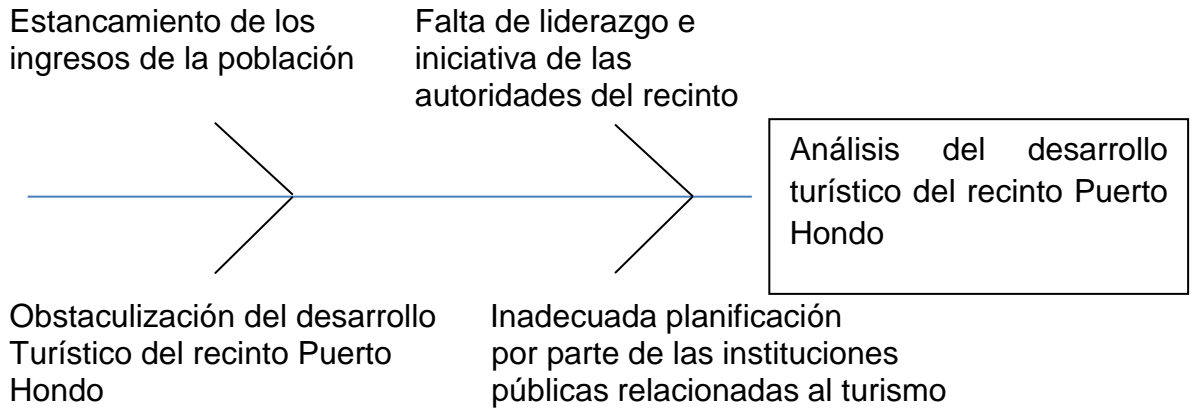 Estancamiento de los
ingresos de la población
Falta de liderazgo e
iniciativa de las
autoridades del recinto
Análisis del desarrollo
turístico del recinto Puerto
Hondo
Obstaculización del desarrollo
Turístico del recinto Puerto
Hondo
Inadecuada planificación
por parte de las instituciones
públicas relacionadas al turismo